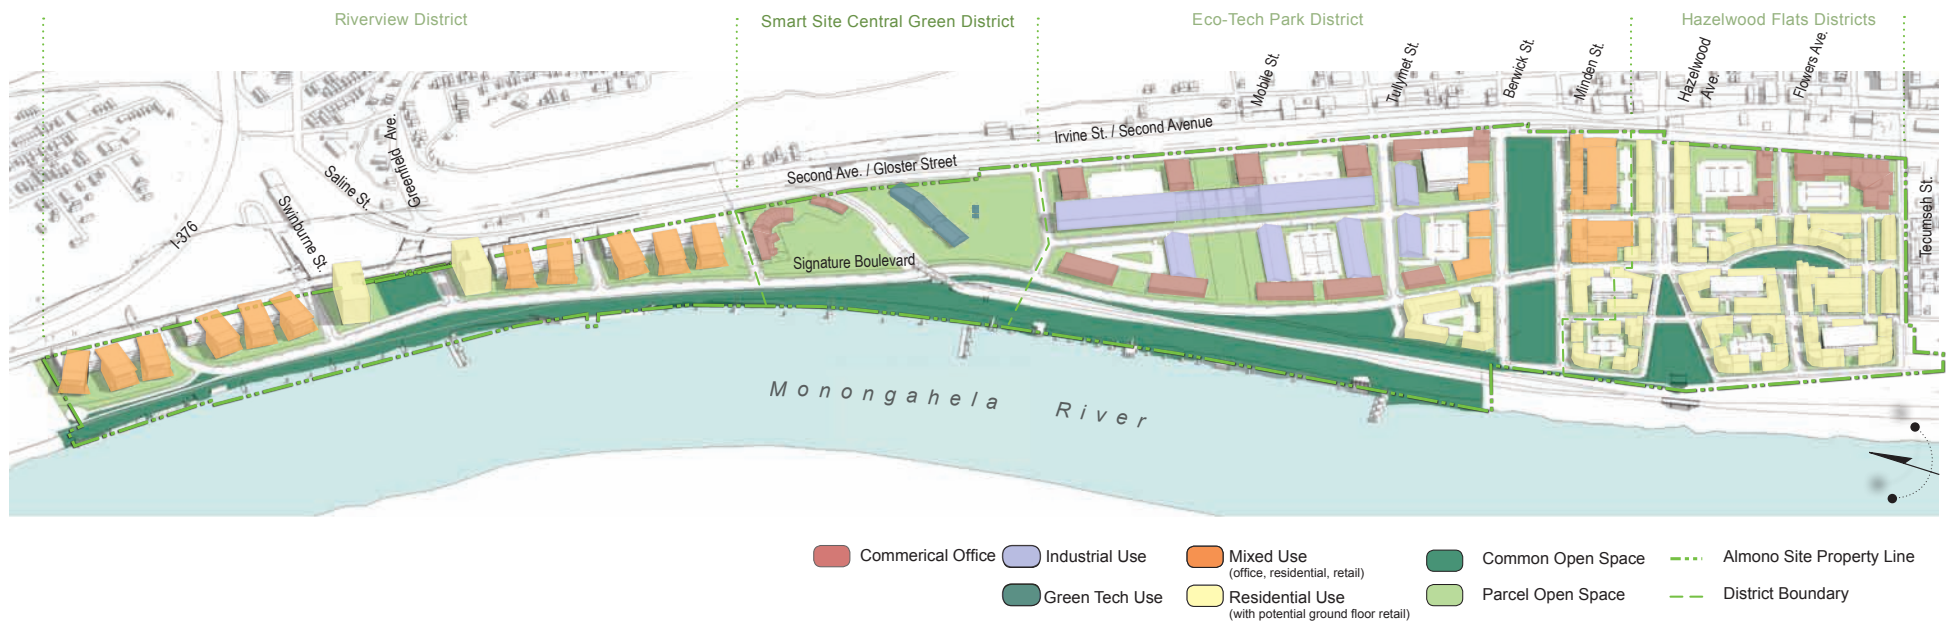 Riverview District
Smart Site Central Green District
Eco-Tech Park District
Hazelwood Flats Districts
Mobile St.
Tullymet St.
Berwick St.
Minden St.
Hazelwood
Ave.
Flowers Ave.
Irvine St. / Second Avenue
Second Ave. / Gloster Street
Greenfield Ave.
Saline St.
Swinburne St.
I-376
Signature Boulevard
Tecumseh St.
Monongahela River
Commerical Office
Industrial Use
Mixed Use
(office, residential, retail)
Common Open Space
Almono Site Property Line
Green Tech Use
Residential Use
(with potential ground floor retail)
Parcel Open Space
District Boundary